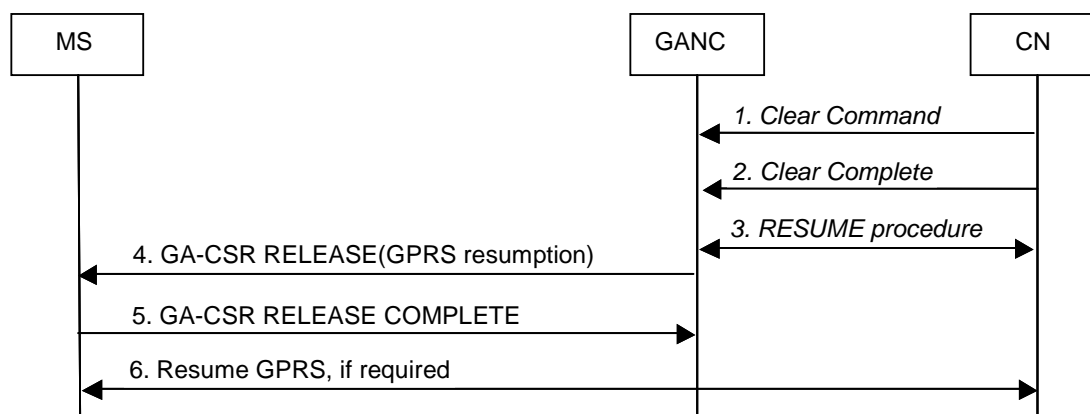 MS
GANC
CN
1. Clear Command
2. Clear Complete
3. RESUME procedure
4. GA-CSR RELEASE(GPRS resumption)
5. GA-CSR RELEASE COMPLETE
6. Resume GPRS, if required